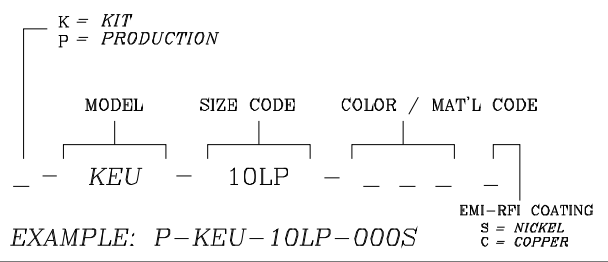 K = KIT
P = PRODUCTION
MODEL SIZE CODE COLOR / MAT'L CODE
_ - KEU - 10LP - _ _ _ _
EMI-RFI COATING
S = NICKEL
C = COPPER
EXAMPLE: P-KEU-10LP-000S